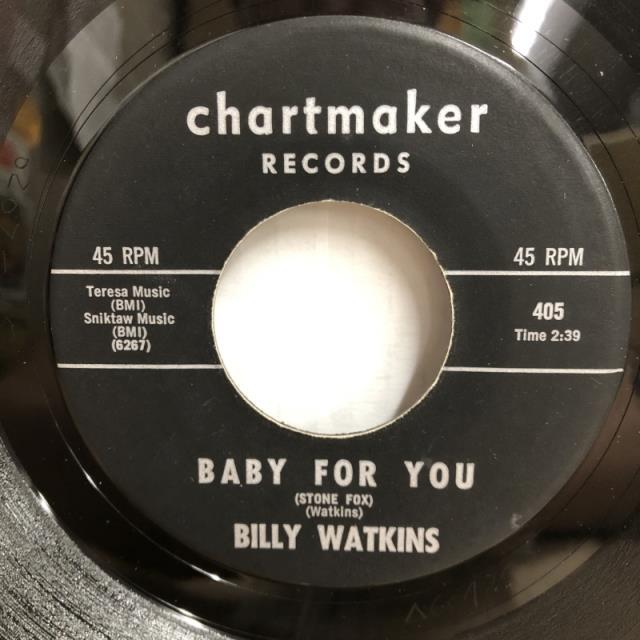 chartmaker
RECORDS
45 RPM
45 RPM
Teresa Music
(BMI)
Sniktaw Music
(BMI)
(6267)
405
Time 2:39
BABY FOR YOU
(STONE FOX)
(Watkins)
BILLY WATKINS